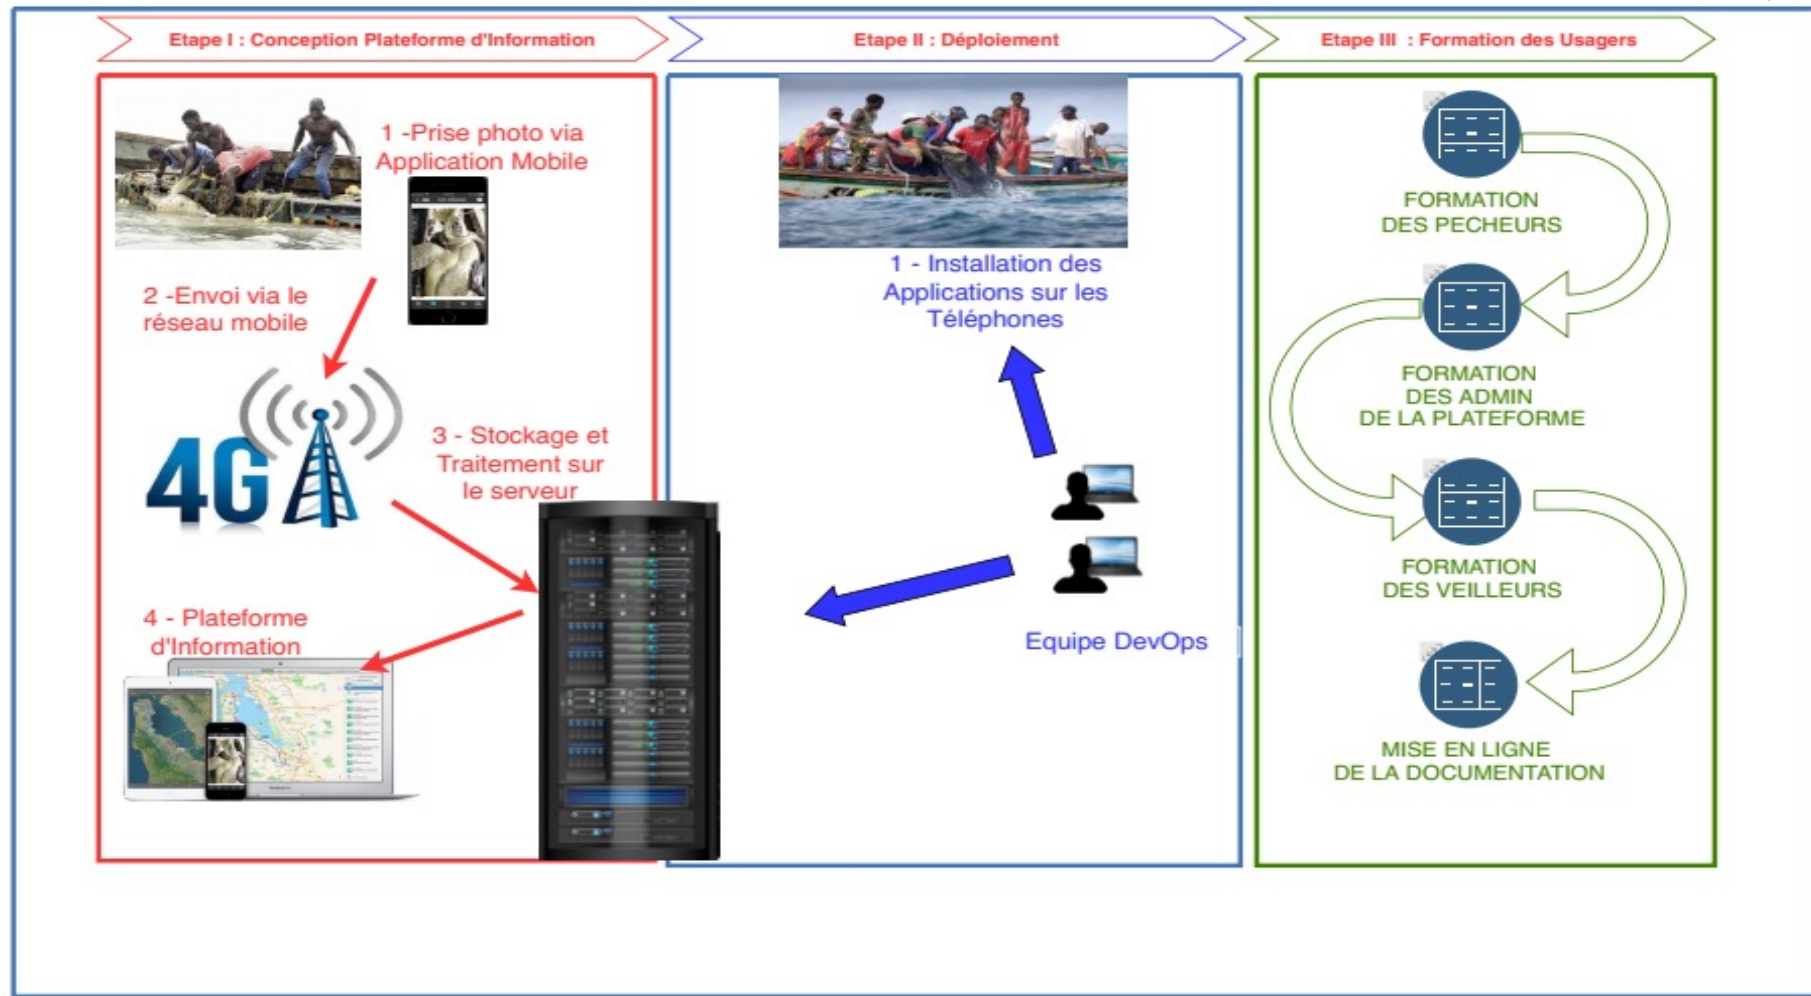 Etape I : Conception Plateforme d'Information
Etape II : Déploiement
Etape III : Formation des Usagers
1 -Prise photo via
Application Mobile
2 -Envoi via le
réseau mobile
4G
3 - Stockage et
Traitement sur
le serveur
4 - Plateforme
d'Information
1 - Installation des
Applications sur les
Téléphones
Equipe DevOps
FORMATION
DES PECHEURS
FORMATION
DES ADMIN
DE LA PLATEFORME
FORMATION
DES VEILLEURS
MISE EN LIGNE
DE LA DOCUMENTATION